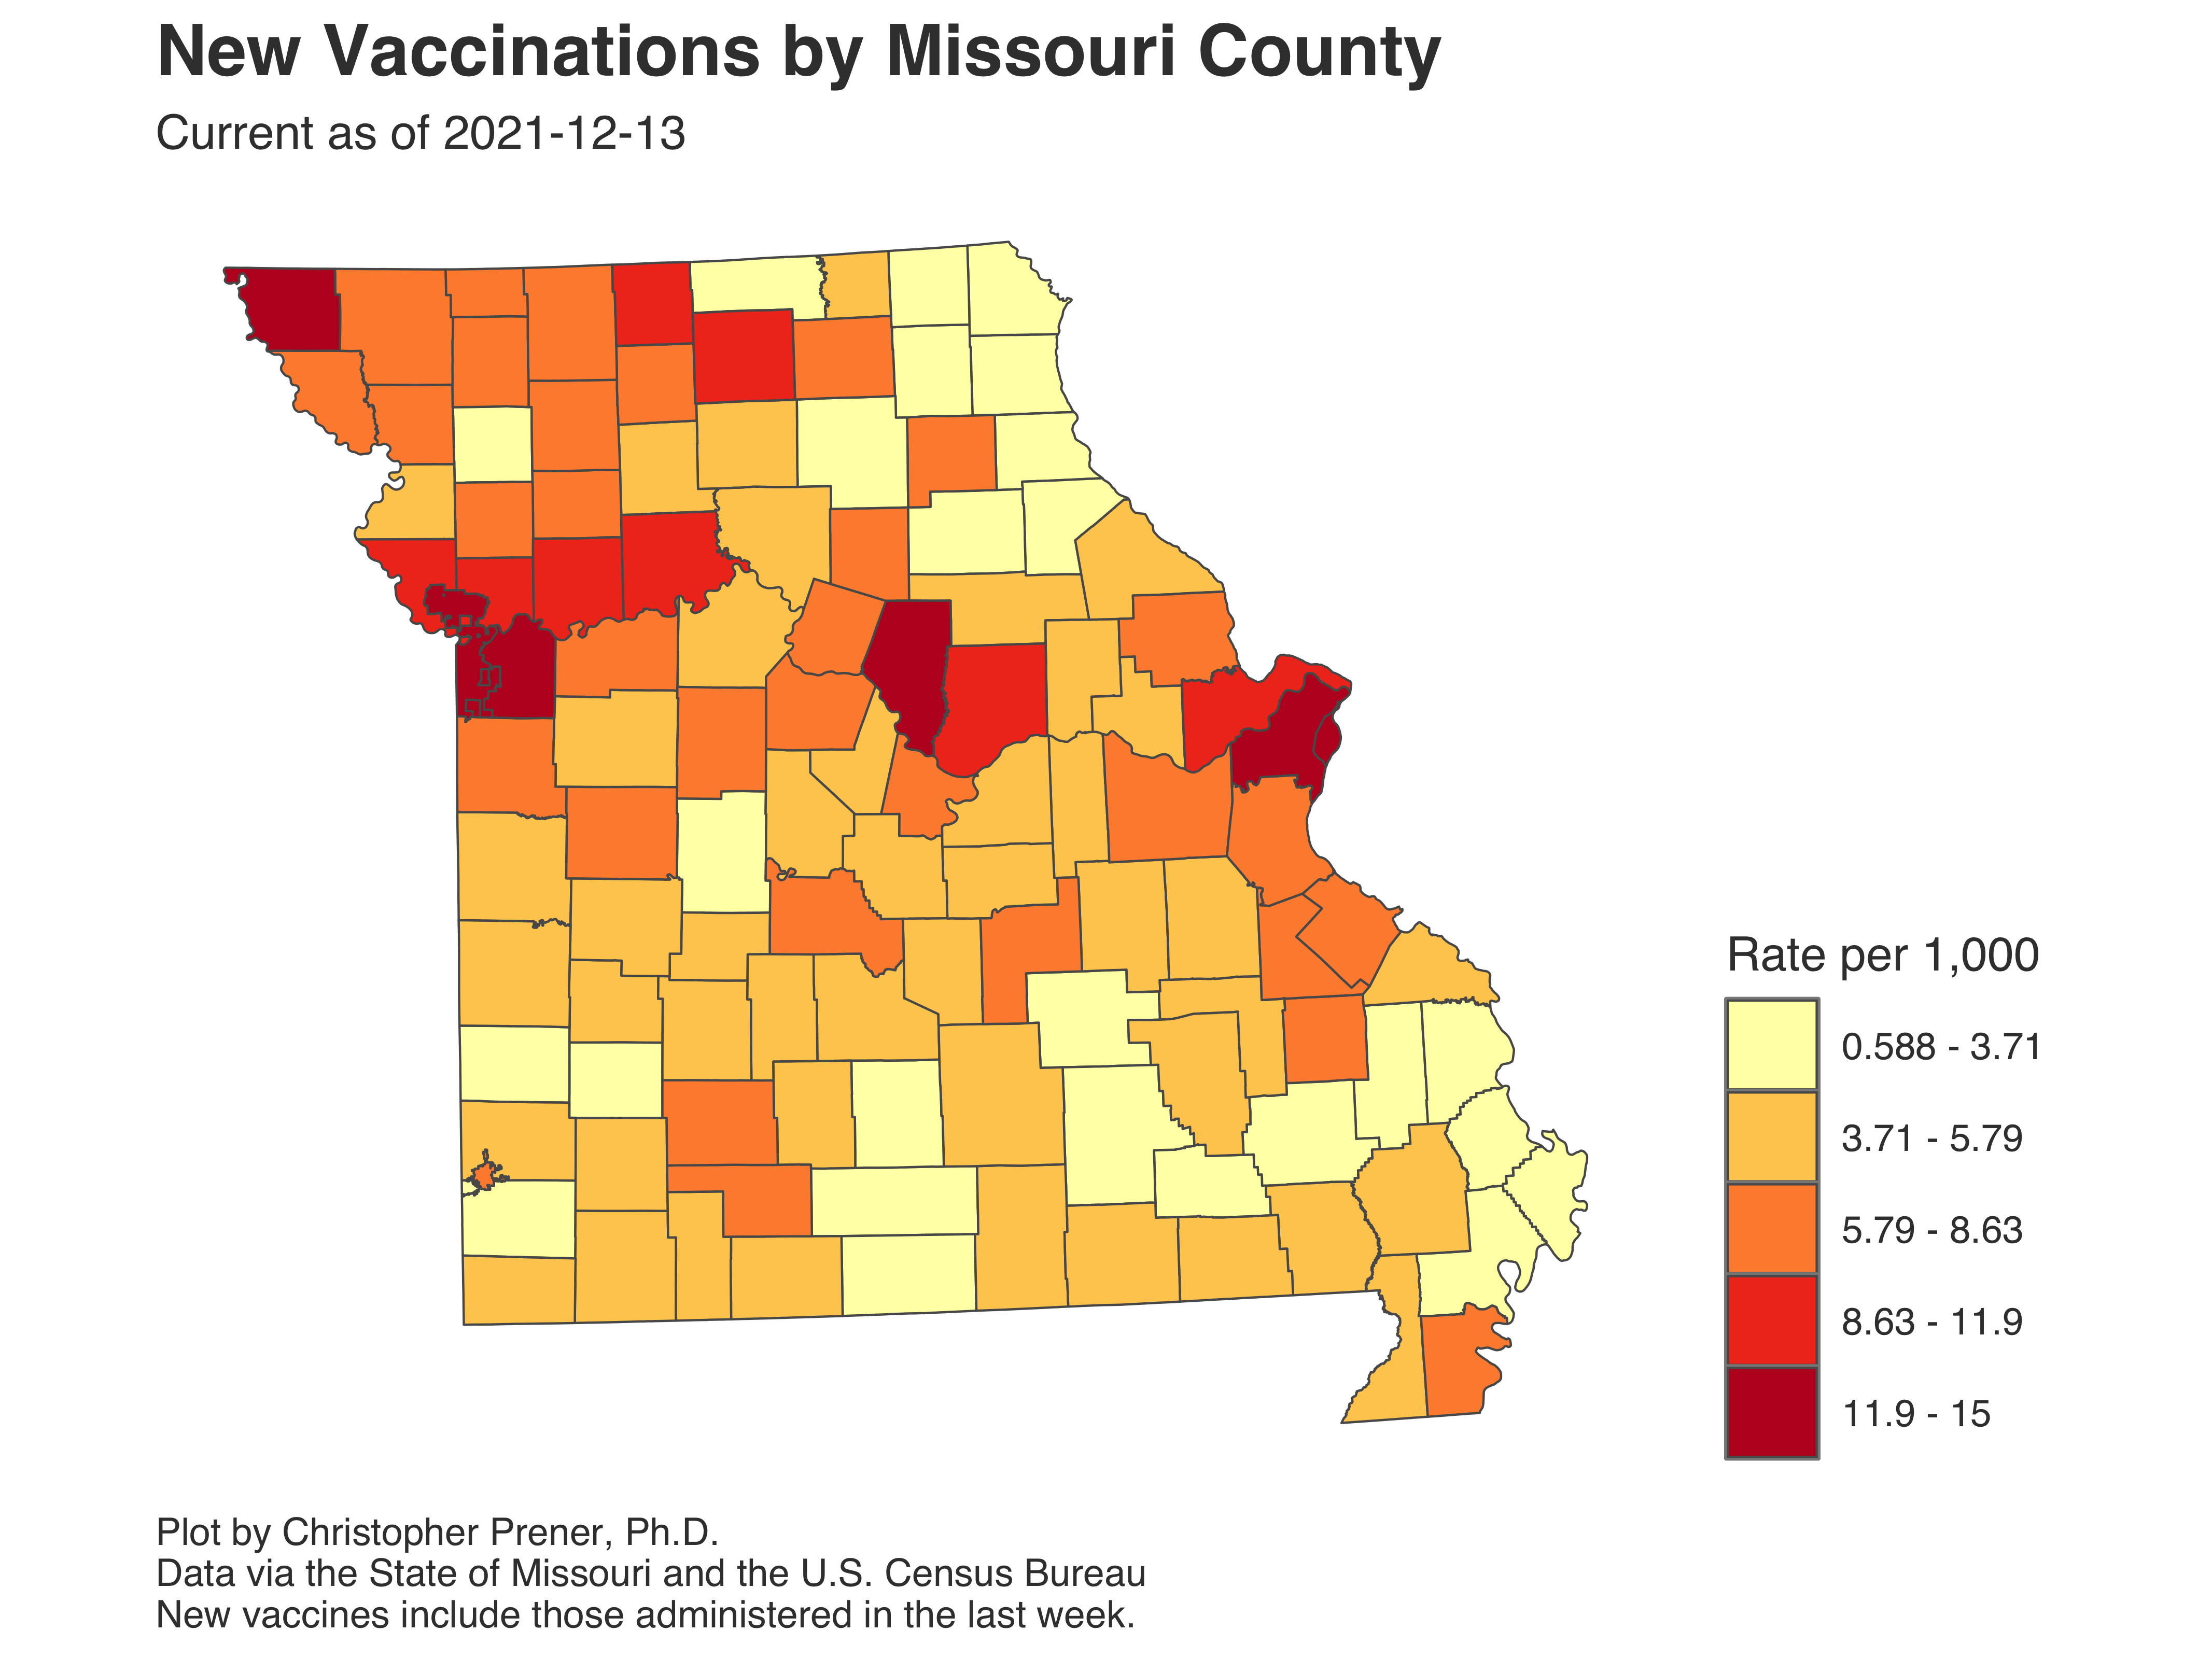 New Vaccinations by Missouri County
Current as of 2021-12-13
Rate per 1,000
0.588 - 3.71
3.71 - 5.79
5.79 - 8.63
8.63 - 11.9
11.9 - 15
Plot by Christopher Prener, Ph.D.
Data via the State of Missouri and the U.S. Census Bureau
New vaccines include those administered in the last week.